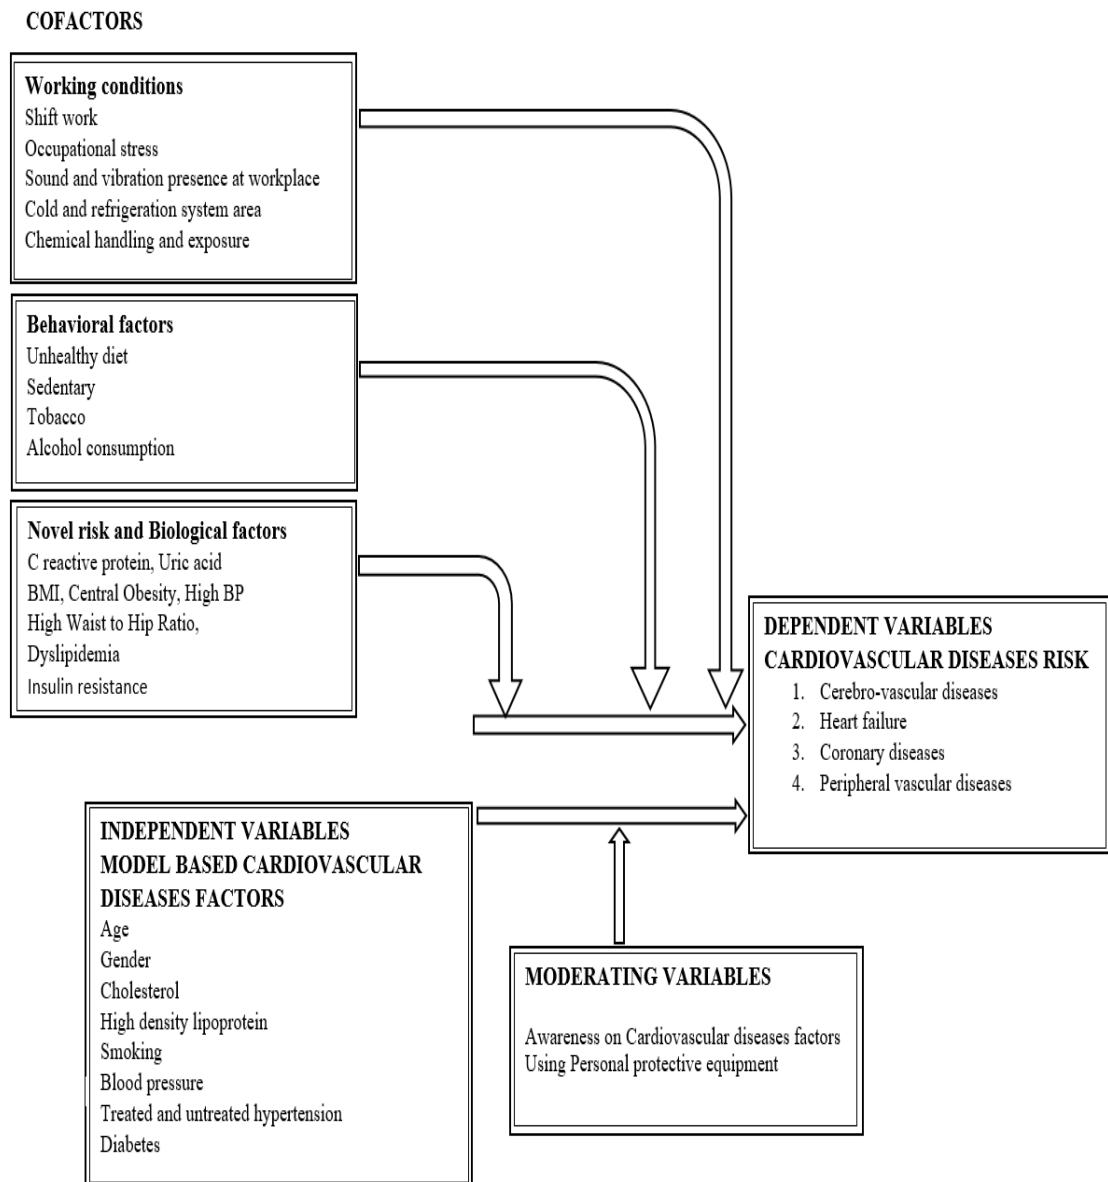 COFACTORS
Working conditions
Shift work
Occupational stress
Sound and vibration presence at workplace
Cold and refrigeration system area
Chemical handling and exposure
Behavioral factors
Unhealthy diet
Sedentary
Tobacco
Alcohol consumption
Novel risk and Biological factors
C reactive protein, Uric acid
BMI, Central Obesity, High BP
High Waist to Hip Ratio,
Dyslipidemia
Insulin resistance
DEPENDENT VARIABLES
CARDIOVASCULAR DISEASES RISK
1. Cerebro-vascular diseases
2. Heart failure
3. Coronary diseases
4. Peripheral vascular diseases
INDEPENDENT VARIABLES
MODEL BASED CARDIOVASCULAR
DISEASES FACTORS
Age
Gender
Cholesterol
High density lipoprotein
Smoking
Blood pressure
Treated and untreated hypertension
Diabetes
MODERATING VARIABLES
Awareness on Cardiovascular diseases factors
Using Personal protective equipment